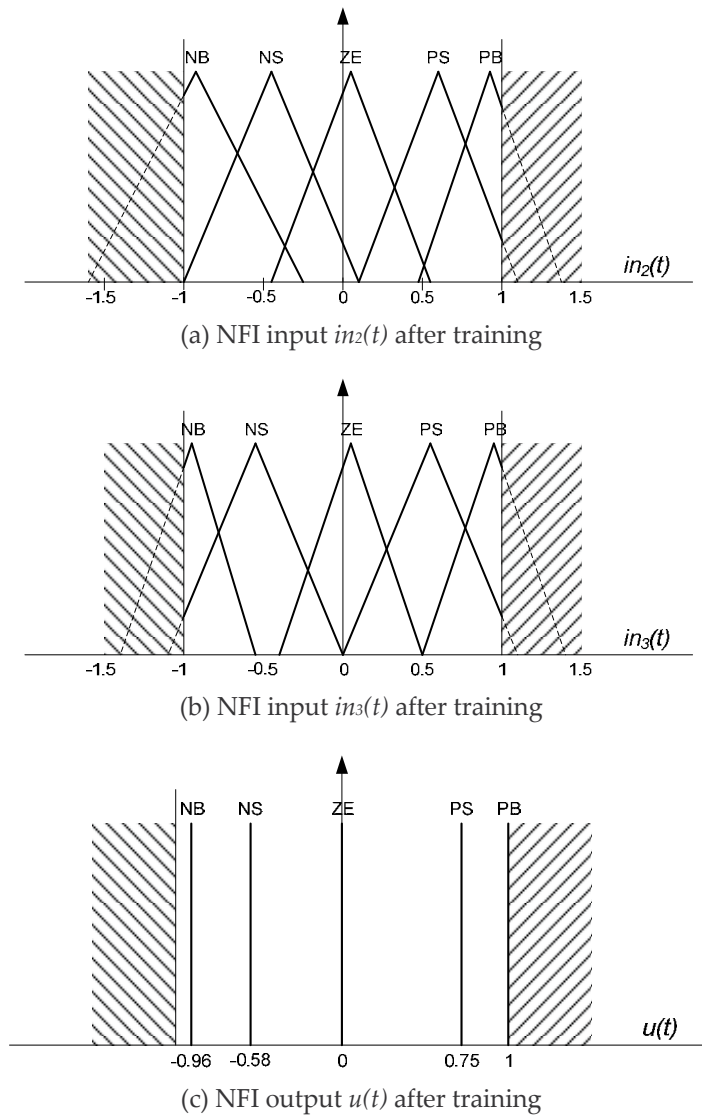 NB NS ZE PS PB
in2(t)
-1.5 -1 -0.5 0 0.5 1 1.5
(a) NFI input in2(t) after training
NB NS ZE PS PB
in3(t)
-1.5 -1 -0.5 0 0.5 1 1.5
(b) NFI input in3(t) after training
NB NS ZE PS PB
u(t)
-0.96 -0.58 0 0.75 1
(c) NFI output u(t) after training